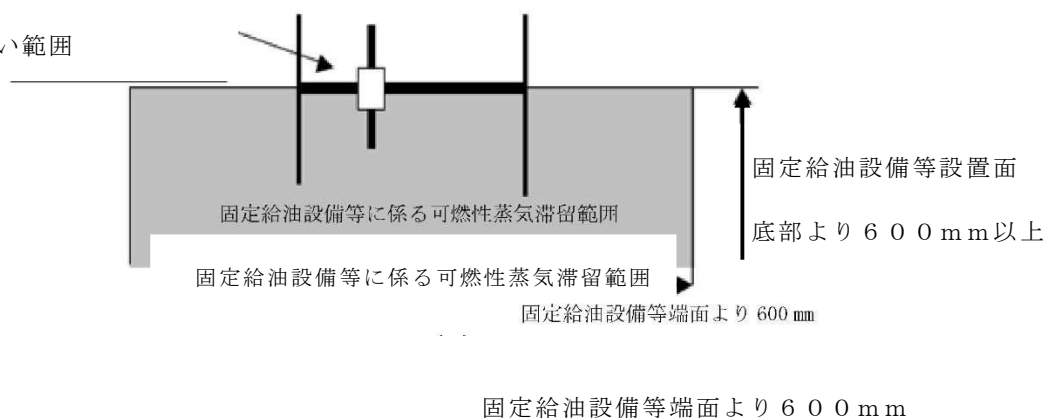 い範囲
固定給油設備等設置面
底部より６００ｍｍ以上
固定給油設備等に係る可燃性蒸気滞留範囲
固定給油設備等に係る可燃性蒸気滞留範囲
固定給油設備等端面より 600 ㎜
固定給油設備等端面より６００ｍｍ